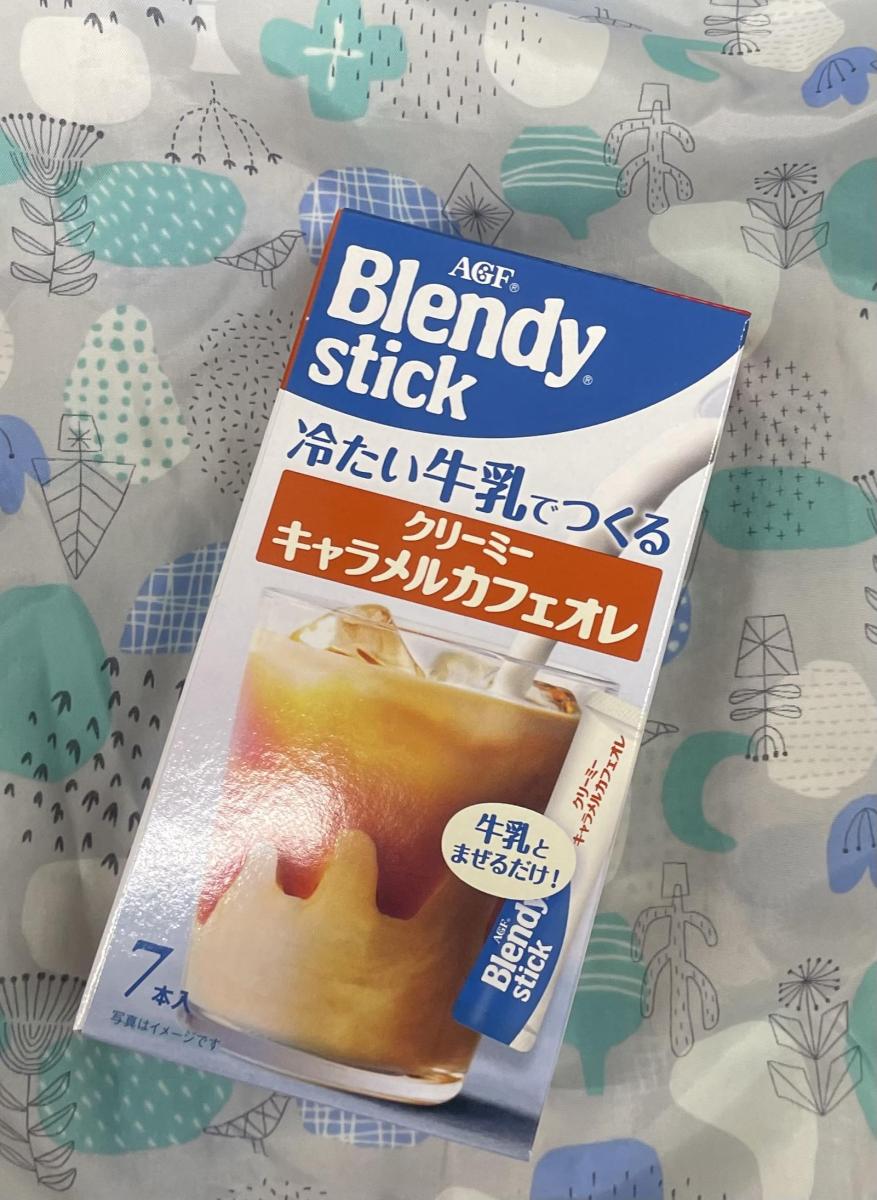 AGF®
Blendy®
stick
冷たい牛乳でつくる
クリーミー
キャラメルカフェオレ
クリーミー
キャラメルカフェオレ
牛乳と
まぜるだけ!
AGF
Blendy
stick
7本入
写真はイメージです